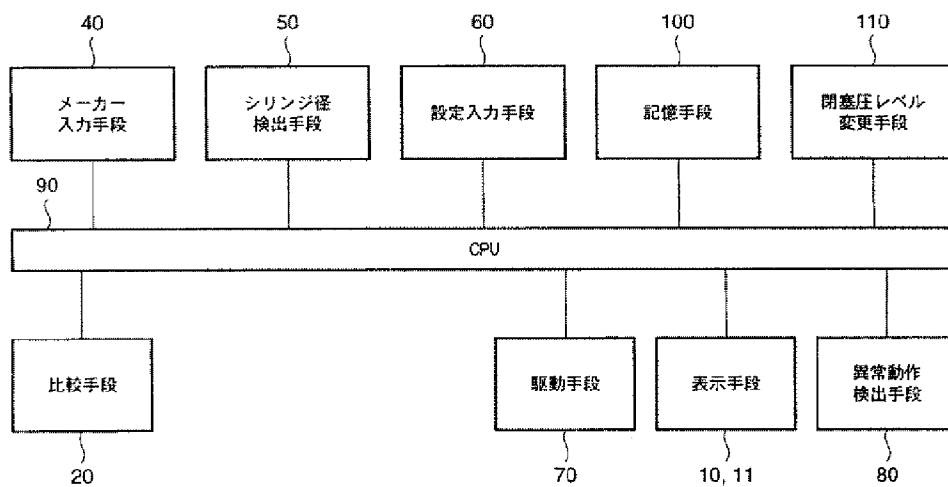 40
50
60
100
110
メーカー
入力手段
シリンジ径
検出手段
設定入力手段
記憶手段
閉塞圧レベル
変更手段
90
CPU
比較手段
駆動手段
表示手段
異常動作
検出手段
20
70
10, 11
80